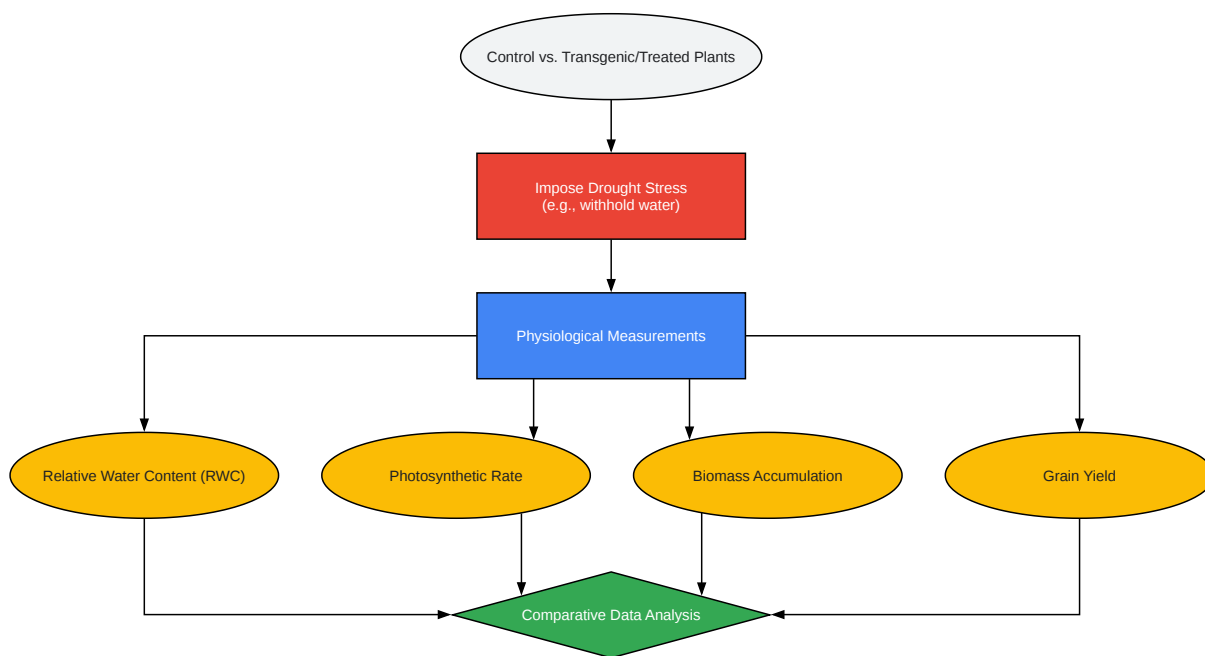 Control vs. Transgenic/Treated Plants
Impose Drought Stress
(e.g., withhold water)
Physiological Measurements
Relative Water Content (RWC)
Photosynthetic Rate
Biomass Accumulation
Grain Yield
Comparative Data Analysis